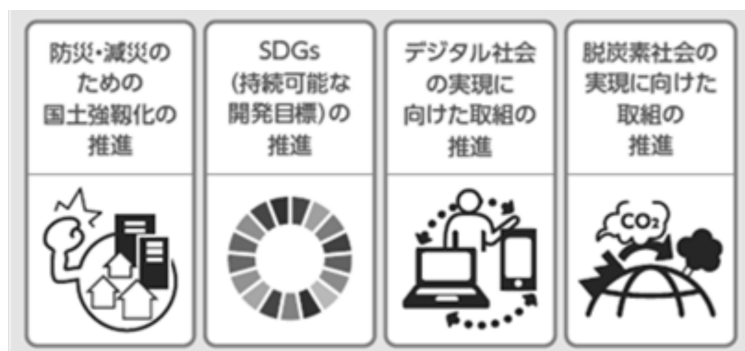 防災・減災の
ための
国土強靱化の
推進
SDGs
(持続可能な
開発目標)の
推進
デジタル社会
の実現に
向けた取組の
推進
脱炭素社会の
実現に向けた
取組の
推進
CO₂